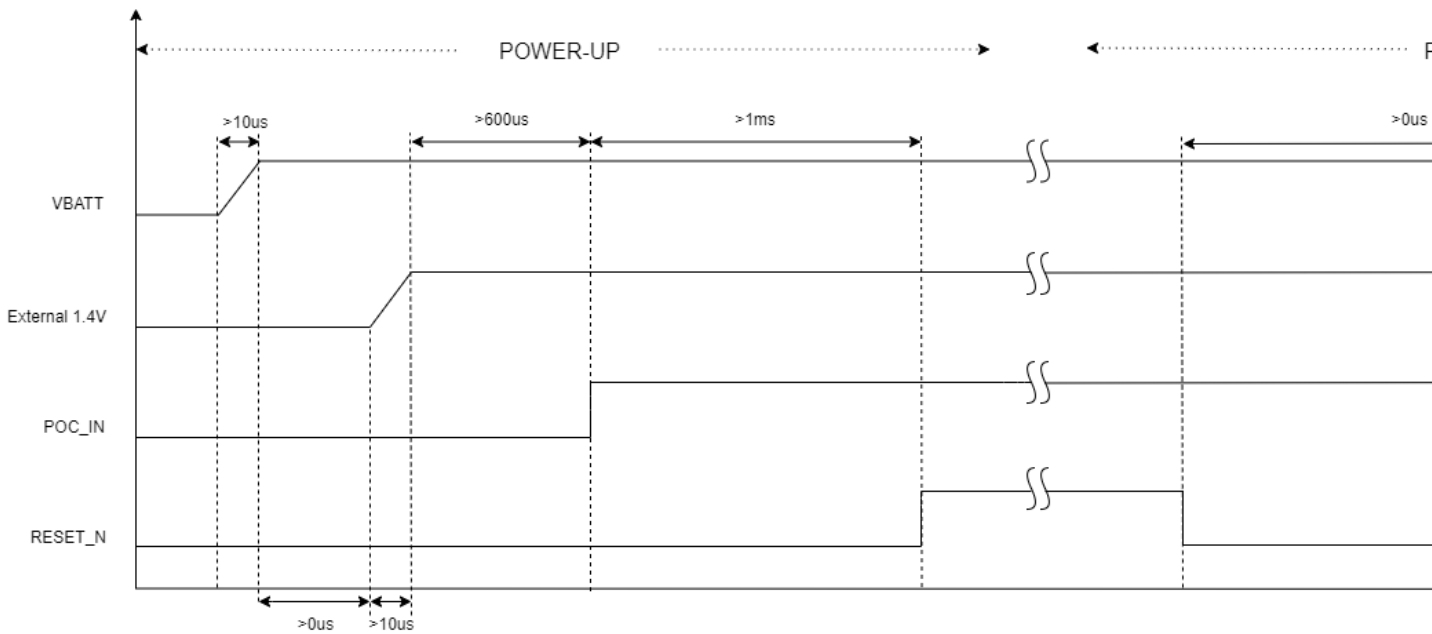 POWER-UP
>10us
>600us
>1ms
>0us
VBATT
External 1.4V
POC_IN
RESET_N
>0us
>10us